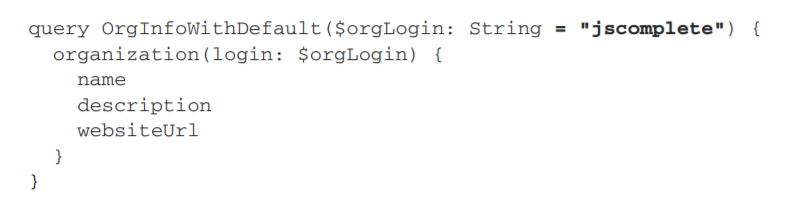 query OrgInfoWithDefault($orgLogin: String = "jscomplete") {
  organization(login: $orgLogin) {
    name
    description
    websiteUrl
  }
}